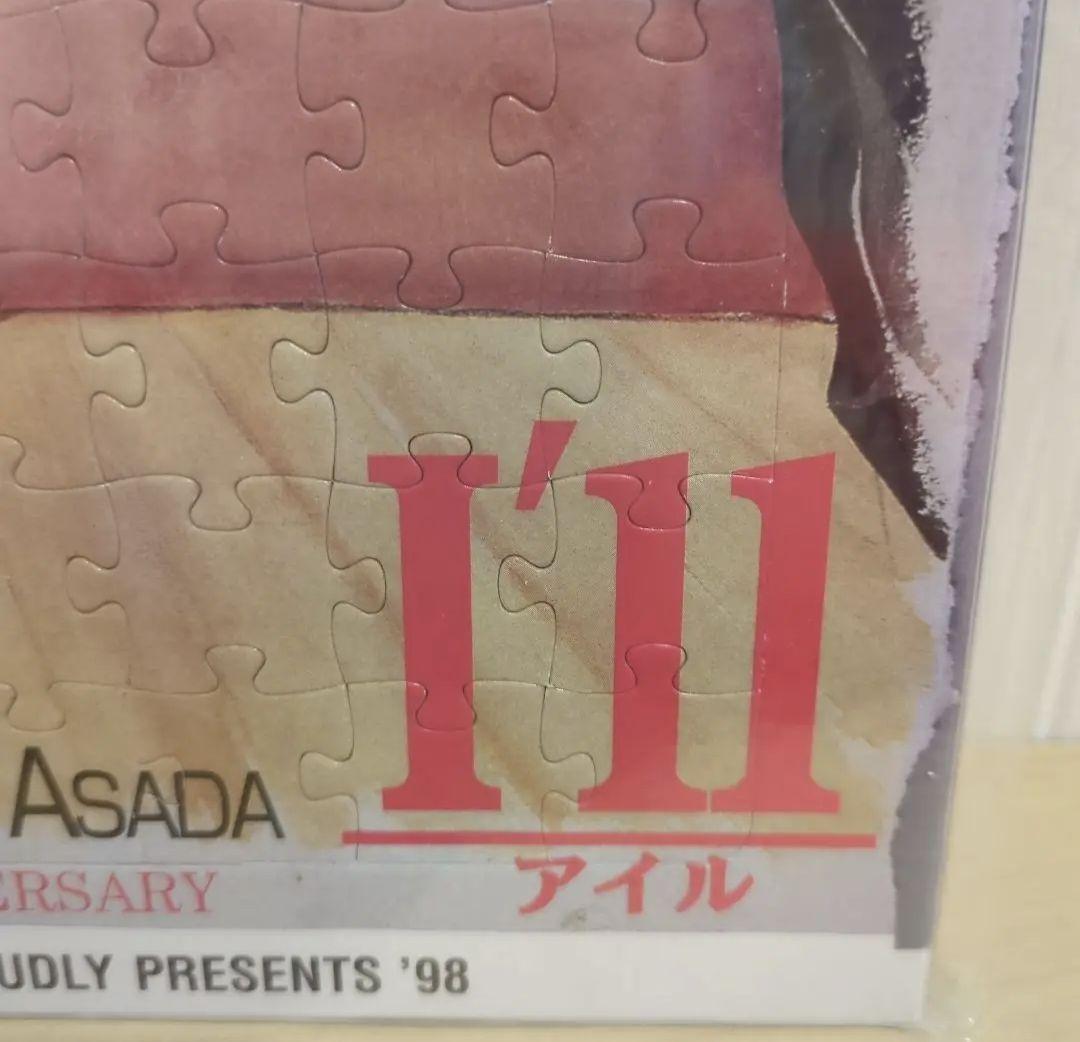 I'll
ASADA
アイル
ERSARY
UDLY PRESENTS '98